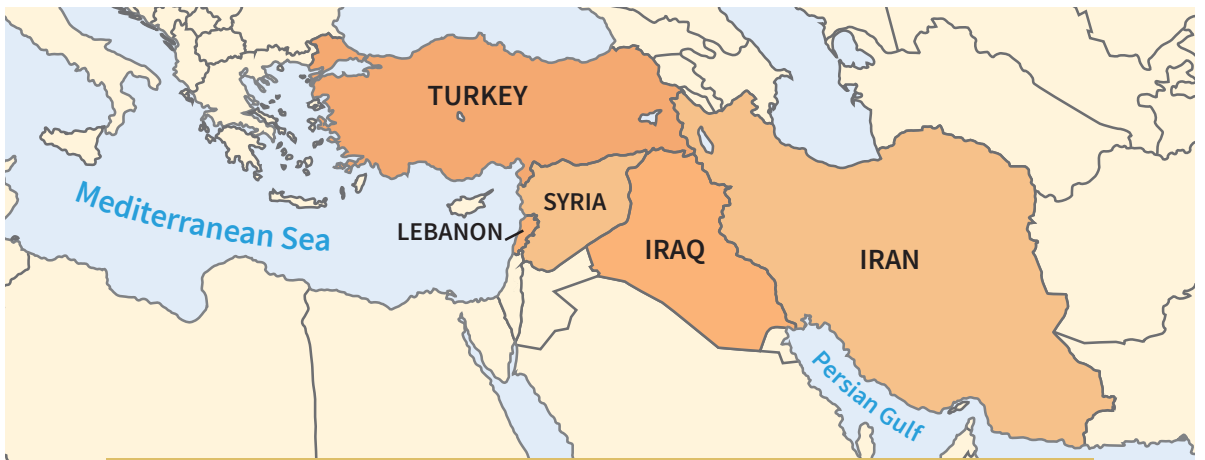 TURKEY
Mediterranean Sea
SYRIA
LEBANON
IRAQ
IRAN
Persian Gulf